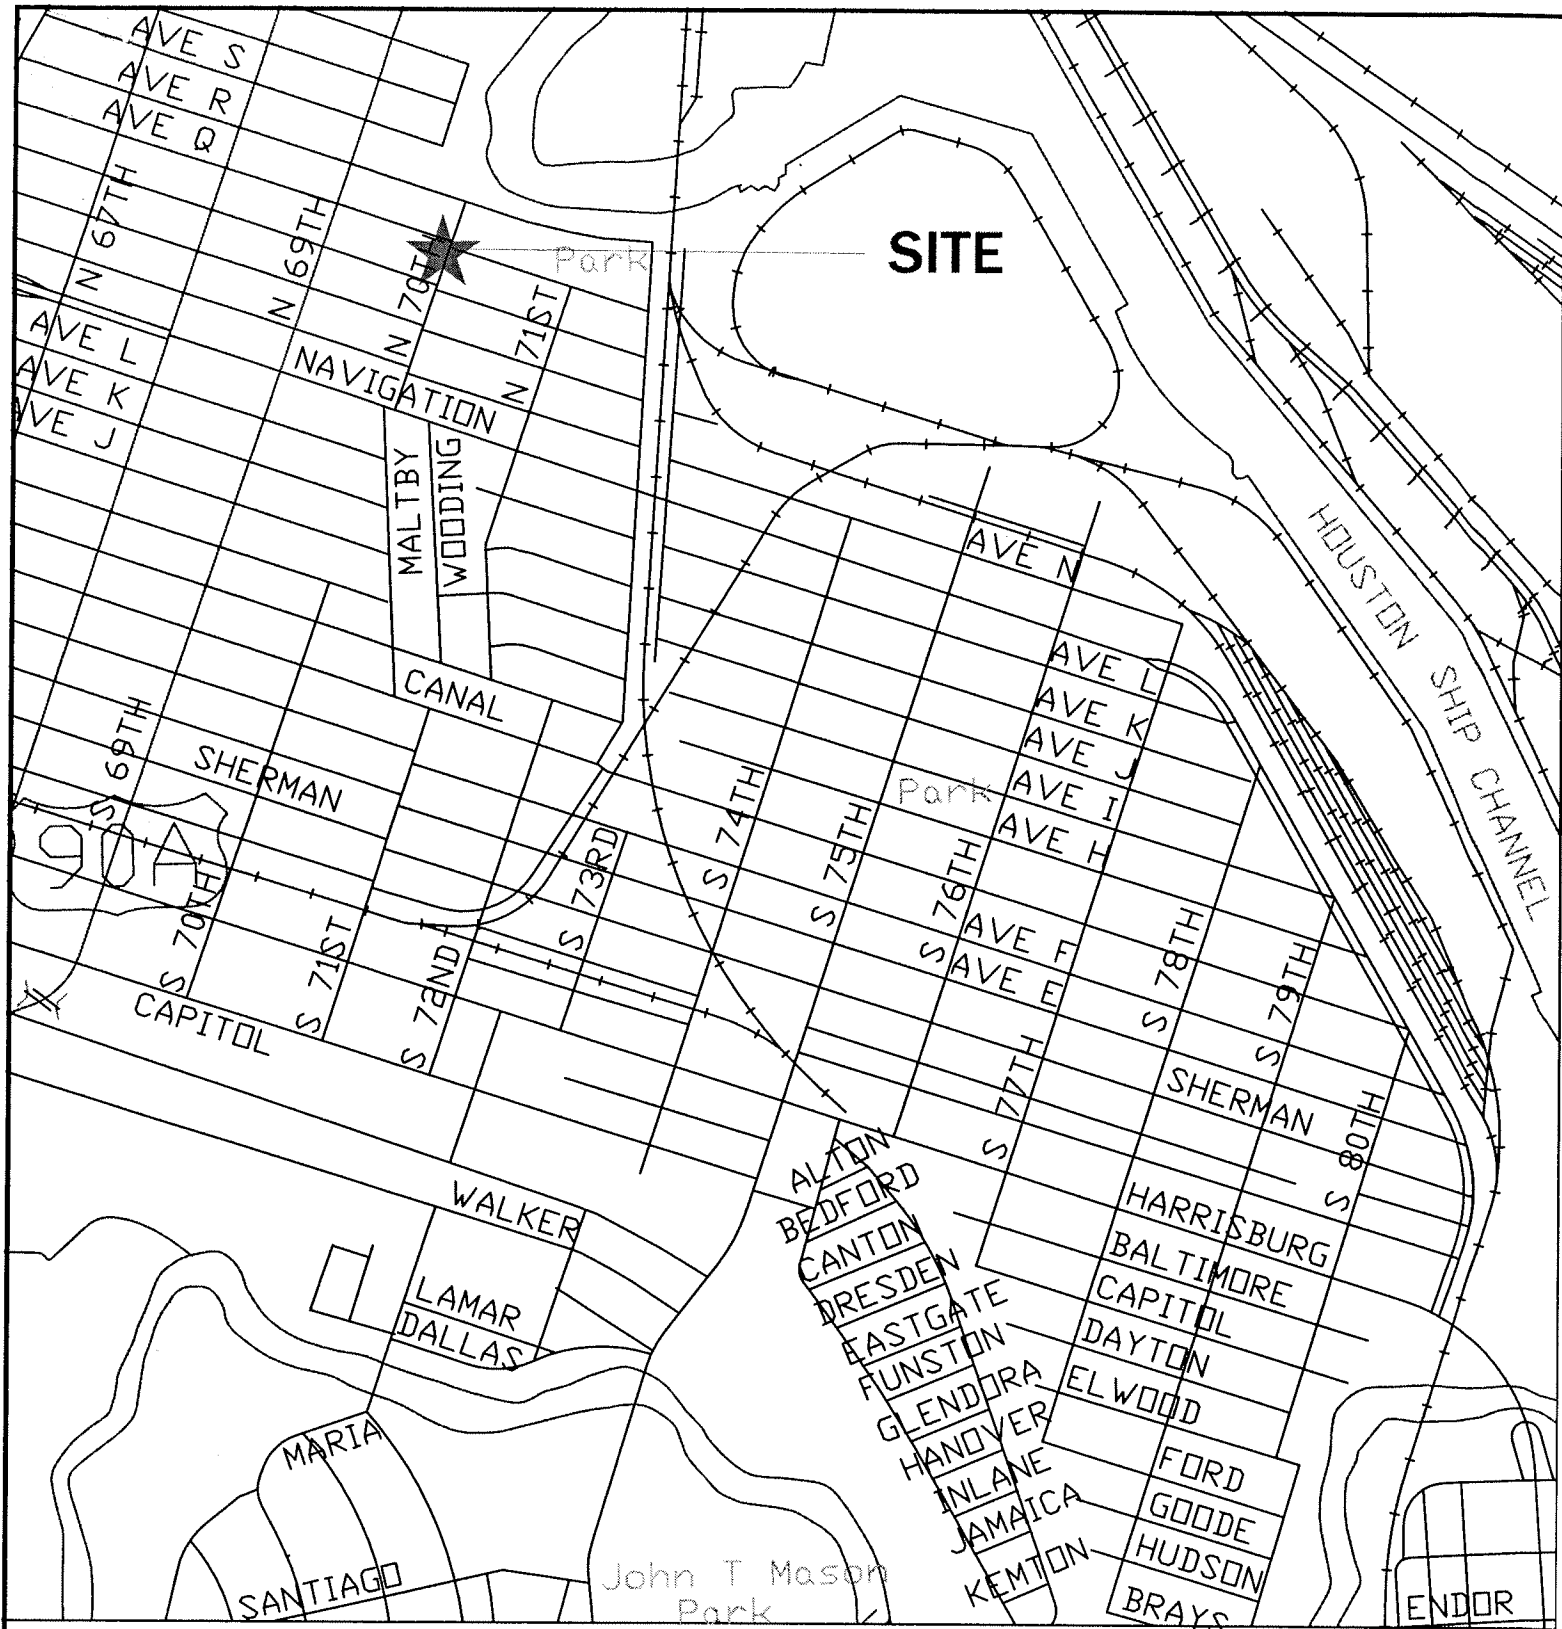 AVE S
AVE R
AVE Q
N 67TH
N 69TH
N 70TH
N 71ST
Park
SITE
AVE L
AVE K
AVE J
NAVIGATION
MALTBY
WOODING
AVE N
HOUSTON SHIP CHANNEL
CANAL
AVE L
AVE K
AVE J
AVE I
AVE H
Park
S 69TH
SHERMAN
90A
S 70TH
S 71ST
S 72ND
S 73RD
S 74TH
S 75TH
S 76TH
AVE F
AVE E
S 77TH
S 78TH
S 79TH
S 80TH
CAPITOL
SHERMAN
WALKER
ALTON
BEDFORD
CANTON
DRESDEN
EASTGATE
FUNSTON
GLENDORA
HANOVER
INLANE
JAMAICA
KEMTON
HARRISBURG
BALTIMORE
CAPITOL
DAYTON
ELWOOD
FORD
GOODE
HUDSON
BRAYS
LAMAR
DALLAS
MARIA
SANTIAGO
John T Mason
Park
ENDOR